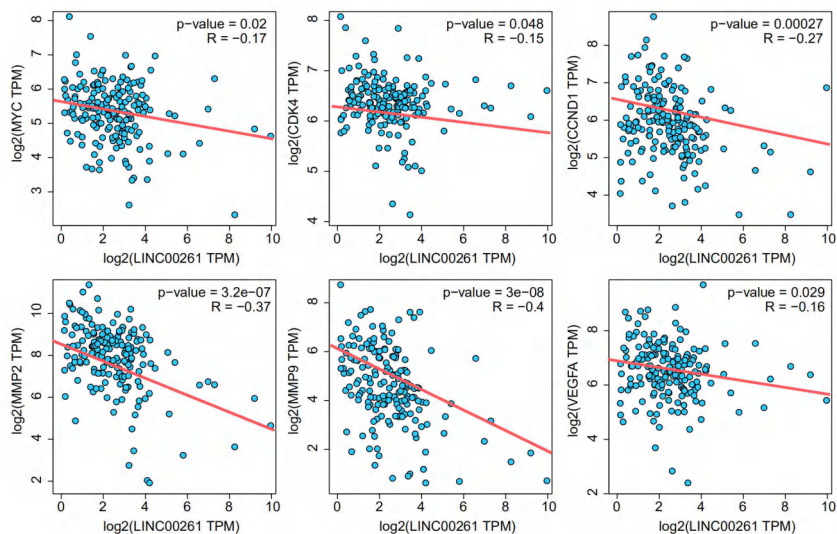 p-value = 0.02
R = −0.17
log2(MYC TPM)
8
7
6
5
4
3
0 2 4 6 8 10
log2(LINC00261 TPM)
p-value = 0.048
R = −0.15
log2(CDK4 TPM)
8
7
6
5
4
0 2 4 6 8 10
log2(LINC00261 TPM)
p-value = 0.00027
R = −0.27
log2(CCND1 TPM)
8
7
6
5
4
0 2 4 6 8 10
log2(LINC00261 TPM)
p-value = 3.2e-07
R = −0.37
log2(MMP2 TPM)
10
8
6
4
2
0 2 4 6 8 10
log2(LINC00261 TPM)
p-value = 3e-08
R = −0.4
log2(MMP9 TPM)
8
6
4
2
0 2 4 6 8 10
log2(LINC00261 TPM)
p-value = 0.029
R = −0.16
log2(VEGFA TPM)
8
6
4
2
0 2 4 6 8 10
log2(LINC00261 TPM)